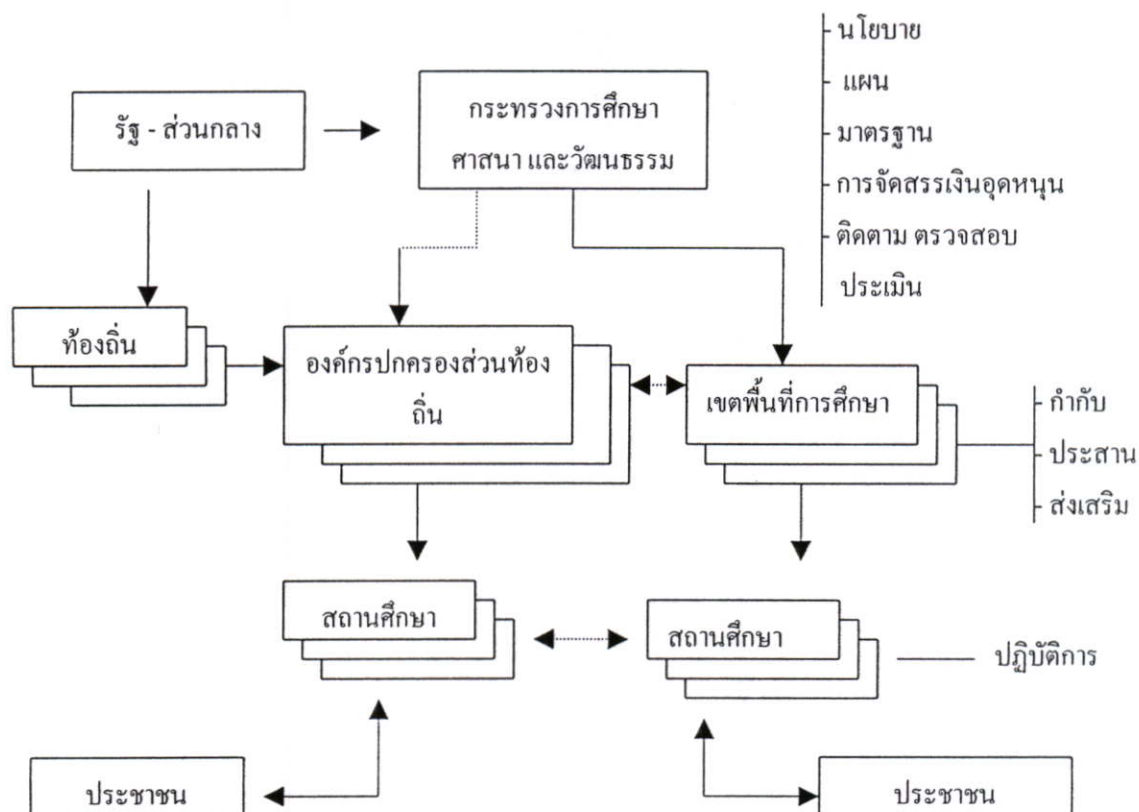 นโยบาย
แผน
มาตรฐาน
การจัดสรรเงินอุดหนุน
ติดตาม ตรวจสอบ
ประเมิน
รัฐ - ส่วนกลาง
กระทรวงการศึกษา
ศาสนา และวัฒนธรรม
ท้องถิ่น
องค์กรปกครองส่วนท้อง
ถิ่น
เขตพื้นที่การศึกษา
กำกับ
ประสาน
ส่งเสริม
สถานศึกษา
สถานศึกษา
ปฏิบัติการ
ประชาชน
ประชาชน